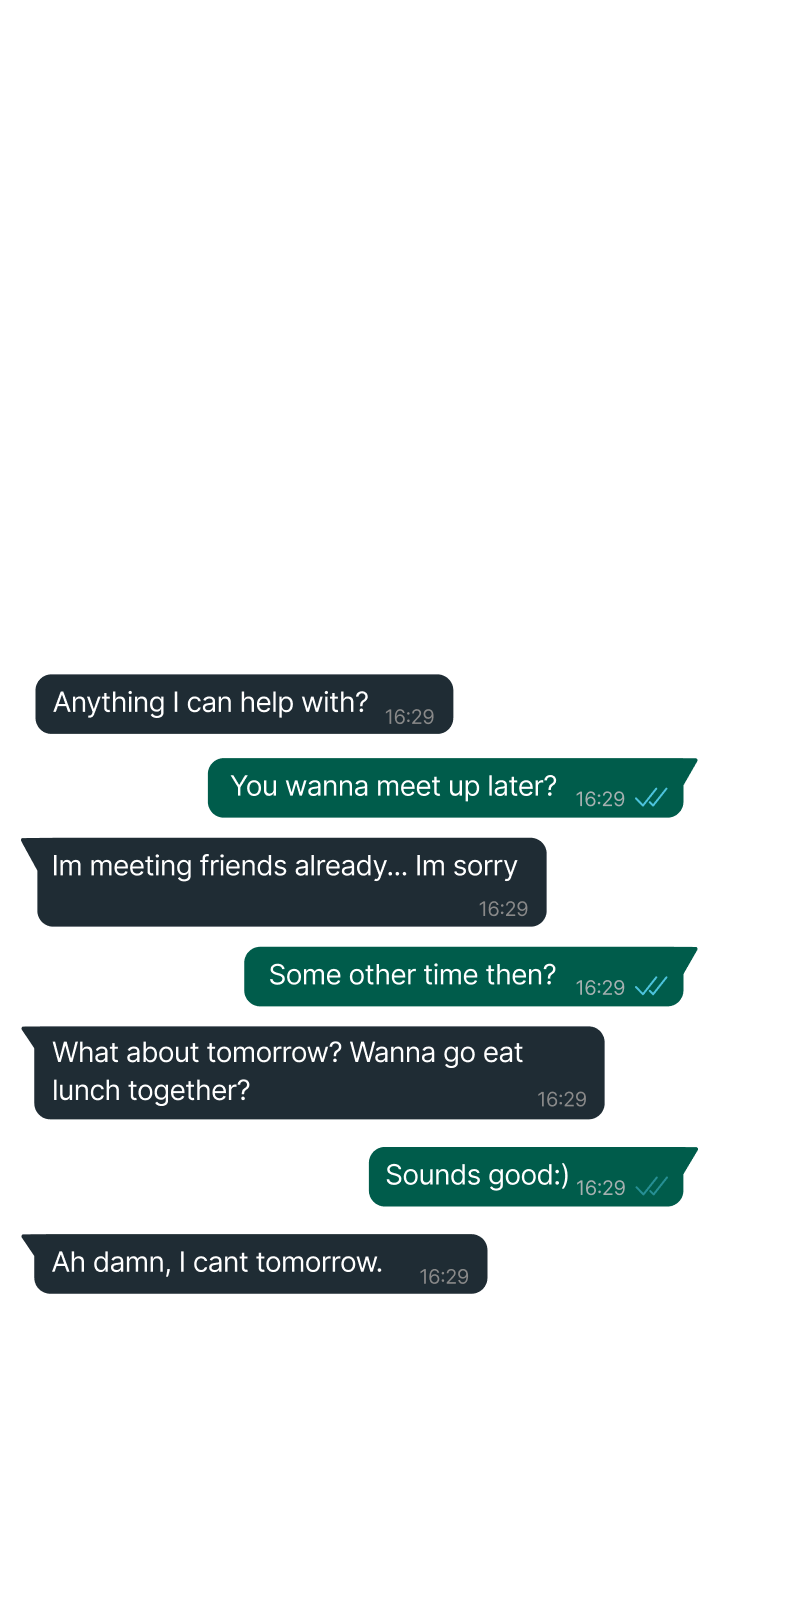 Anything I can help with? 16:29
You wanna meet up later? 16:29
Im meeting friends already... Im sorry
16:29
Some other time then? 16:29
What about tomorrow? Wanna go eat
lunch together? 16:29
Sounds good:) 16:29
Ah damn, I cant tomorrow. 16:29